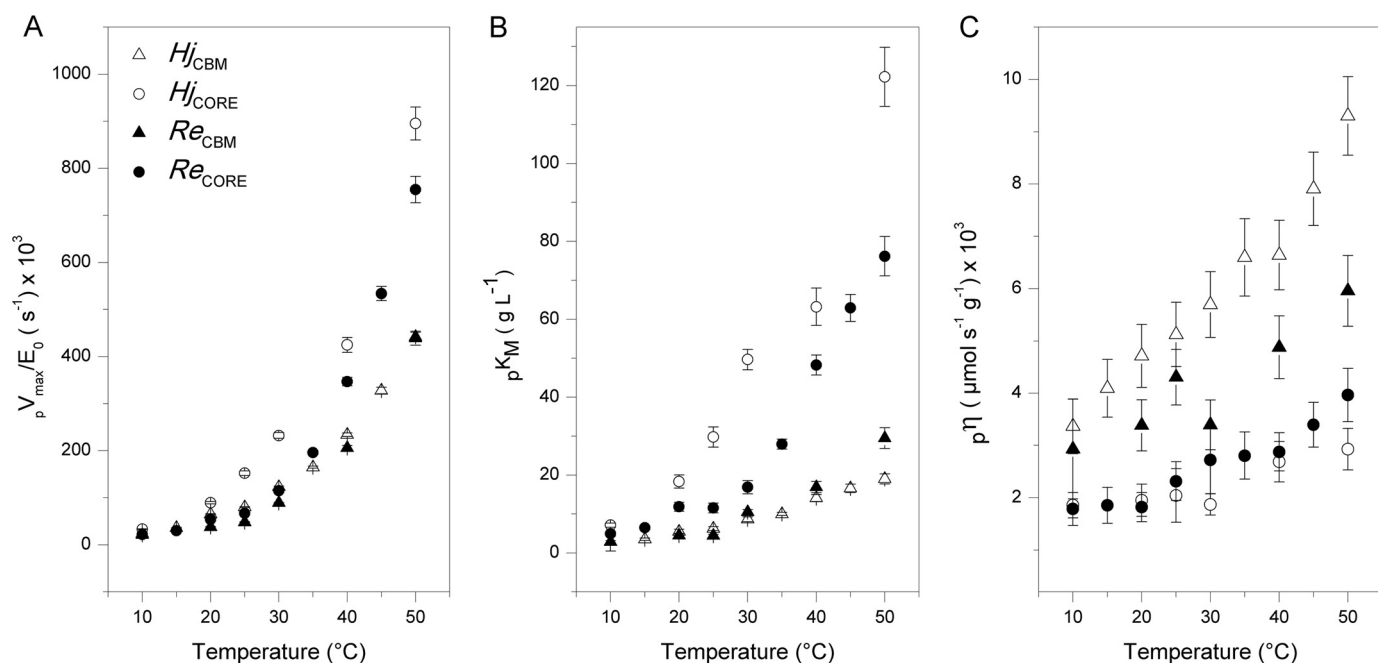 A
Hj CBM
Hj CORE
Re CBM
Re CORE
pVmax/E0 ( s-1) x 10³
1000
800
600
400
200
0
10 20 30 40 50
Temperature (°C)
B
pKM ( g L-1)
120
100
80
60
40
20
0
10 20 30 40 50
Temperature (°C)
C
pη ( μmol s-1 g-1) x 10³
10
8
6
4
2
10 20 30 40 50
Temperature (°C)